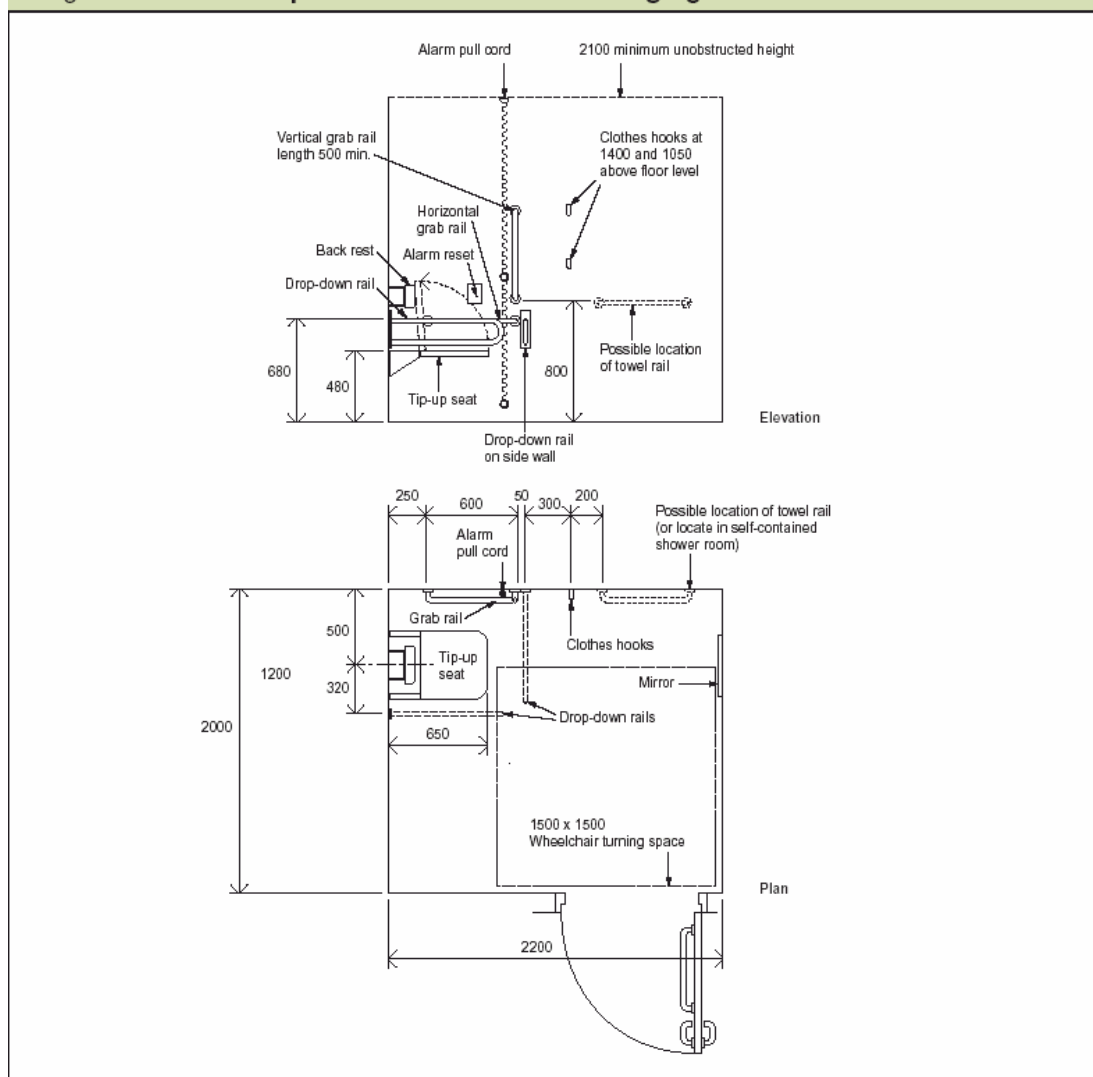 Alarm pull cord
2100 minimum unobstructed height
Vertical grab rail
length 500 min.
Clothes hooks at
1400 and 1050
above floor level
Horizontal
grab rail
Back rest
Alarm reset
Drop-down rail
Possible location
of towel rail
680
480
800
Tip-up seat
Elevation
Drop-down rail
on side wall
250
600
50
300
200
Possible location of towel rail
(or locate in self-contained
shower room)
Alarm
pull cord
Grab rail
Clothes hooks
500
Tip-up
seat
1200
320
Mirror
Drop-down rails
2000
650
1500 x 1500
Wheelchair turning space
Plan
2200